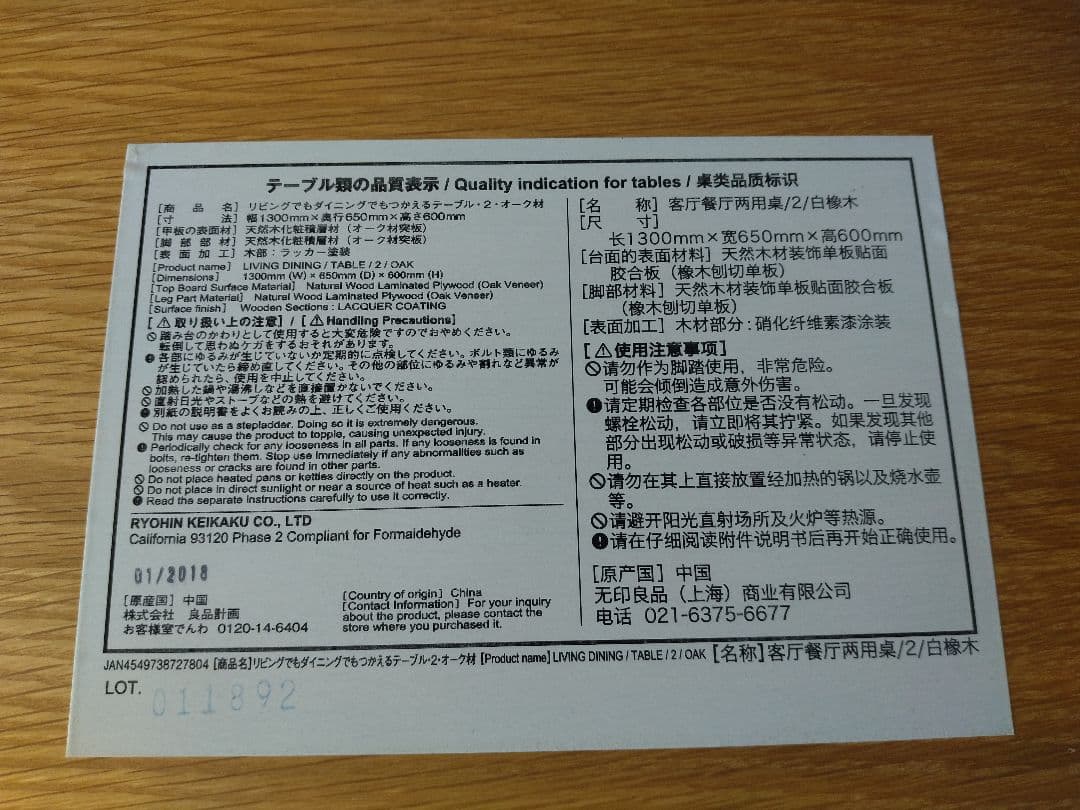 テーブル類の品質表示 / Quality indication for tables / 桌类品质标识
[商品名] リビングでもダイニングでもつかえるテーブル・2・オーク材
[寸法] 幅1300mm×奥行650mm×高さ600mm
[甲板の表面材] 天然木化粧積層材（オーク材突板）
[脚部部材] 天然木化粧積層材（オーク材突板）
[表面加工] 木部：ラッカー塗装
[Product name] LIVING DINING / TABLE / 2 / OAK
[Dimensions] 1300mm (W) × 650mm (D) × 600mm (H)
[Top Board Surface Material] Natural Wood Laminated Plywood (Oak Veneer)
[Leg Part Material] Natural Wood Laminated Plywood (Oak Veneer)
[Surface finish] Wooden Sections : LACQUER COATING
[⚠取り扱い上の注意] / [⚠Handling Precautions]
踏み台のかわりとして使用すると大変危険ですのでおやめください。
転倒して思わぬケガをするおそれがあります。
各部にゆるみが生じていないか定期的に点検してください。ボルト類にゆるみ
が生じていたら締め直してください。その他の部位にゆるみや割れなど異常が
認められたら、使用を中止してください。
加熱した鍋や湯沸しなどを直接置かないでください。
直射日光やストーブなどの熱を避けてください。
別紙の説明書をよくお読みの上、正しくご使用ください。
Do not use as a stepladder. Doing so it is extremely dangerous.
This may cause the product to topple, causing unexpected injury.
Periodically check for any looseness in all parts. If any looseness is found in
bolts, re-tighten them. Stop use immediately if any abnormalities such as
looseness or cracks are found in other parts.
Do not place heated pans or kettles directly on the product.
Do not place in direct sunlight or near a source of heat such as a heater.
Read the separate instructions carefully to use it correctly.
RYOHIN KEIKAKU CO., LTD
California 93120 Phase 2 Compliant for Formaidehyde
01/2018
[原産国] 中国
株式会社 良品計画
お客様室でんわ 0120-14-6404
[Country of origin] China
[Contact Information] For your inquiry
about the product, please contact the
store where you purchased it.
[名称] 客厅餐厅两用桌/2/白橡木
[尺寸]
长1300mm×宽650mm×高600mm
[台面的表面材料] 天然木材装饰单板贴面
胶合板（橡木刨切单板）
[脚部材料] 天然木材装饰单板贴面胶合板
（橡木刨切单板）
[表面加工] 木材部分：硝化纤维素漆涂装
[⚠使用注意事项]
请勿作为脚踏使用，非常危险。
可能会倾倒造成意外伤害。
请定期检查各部位是否没有松动。一旦发现
螺栓松动，请立即将其拧紧。如果发现其他
部分出现松动或破损等异常状态，请停止使
用。
请勿在其上直接放置经加热的锅以及烧水壶
等。
请避开阳光直射场所及火炉等热源。
请在仔细阅读附件说明书后再开始正确使用。
[原产国] 中国
无印良品（上海）商业有限公司
电话 021-6375-6677
JAN4549738727804 [商品名]リビングでもダイニングでもつかえるテーブル・2・オーク材 [Product name] LIVING DINING / TABLE / 2 / OAK [名称]客厅餐厅两用桌/2/白橡木
LOT. 011892